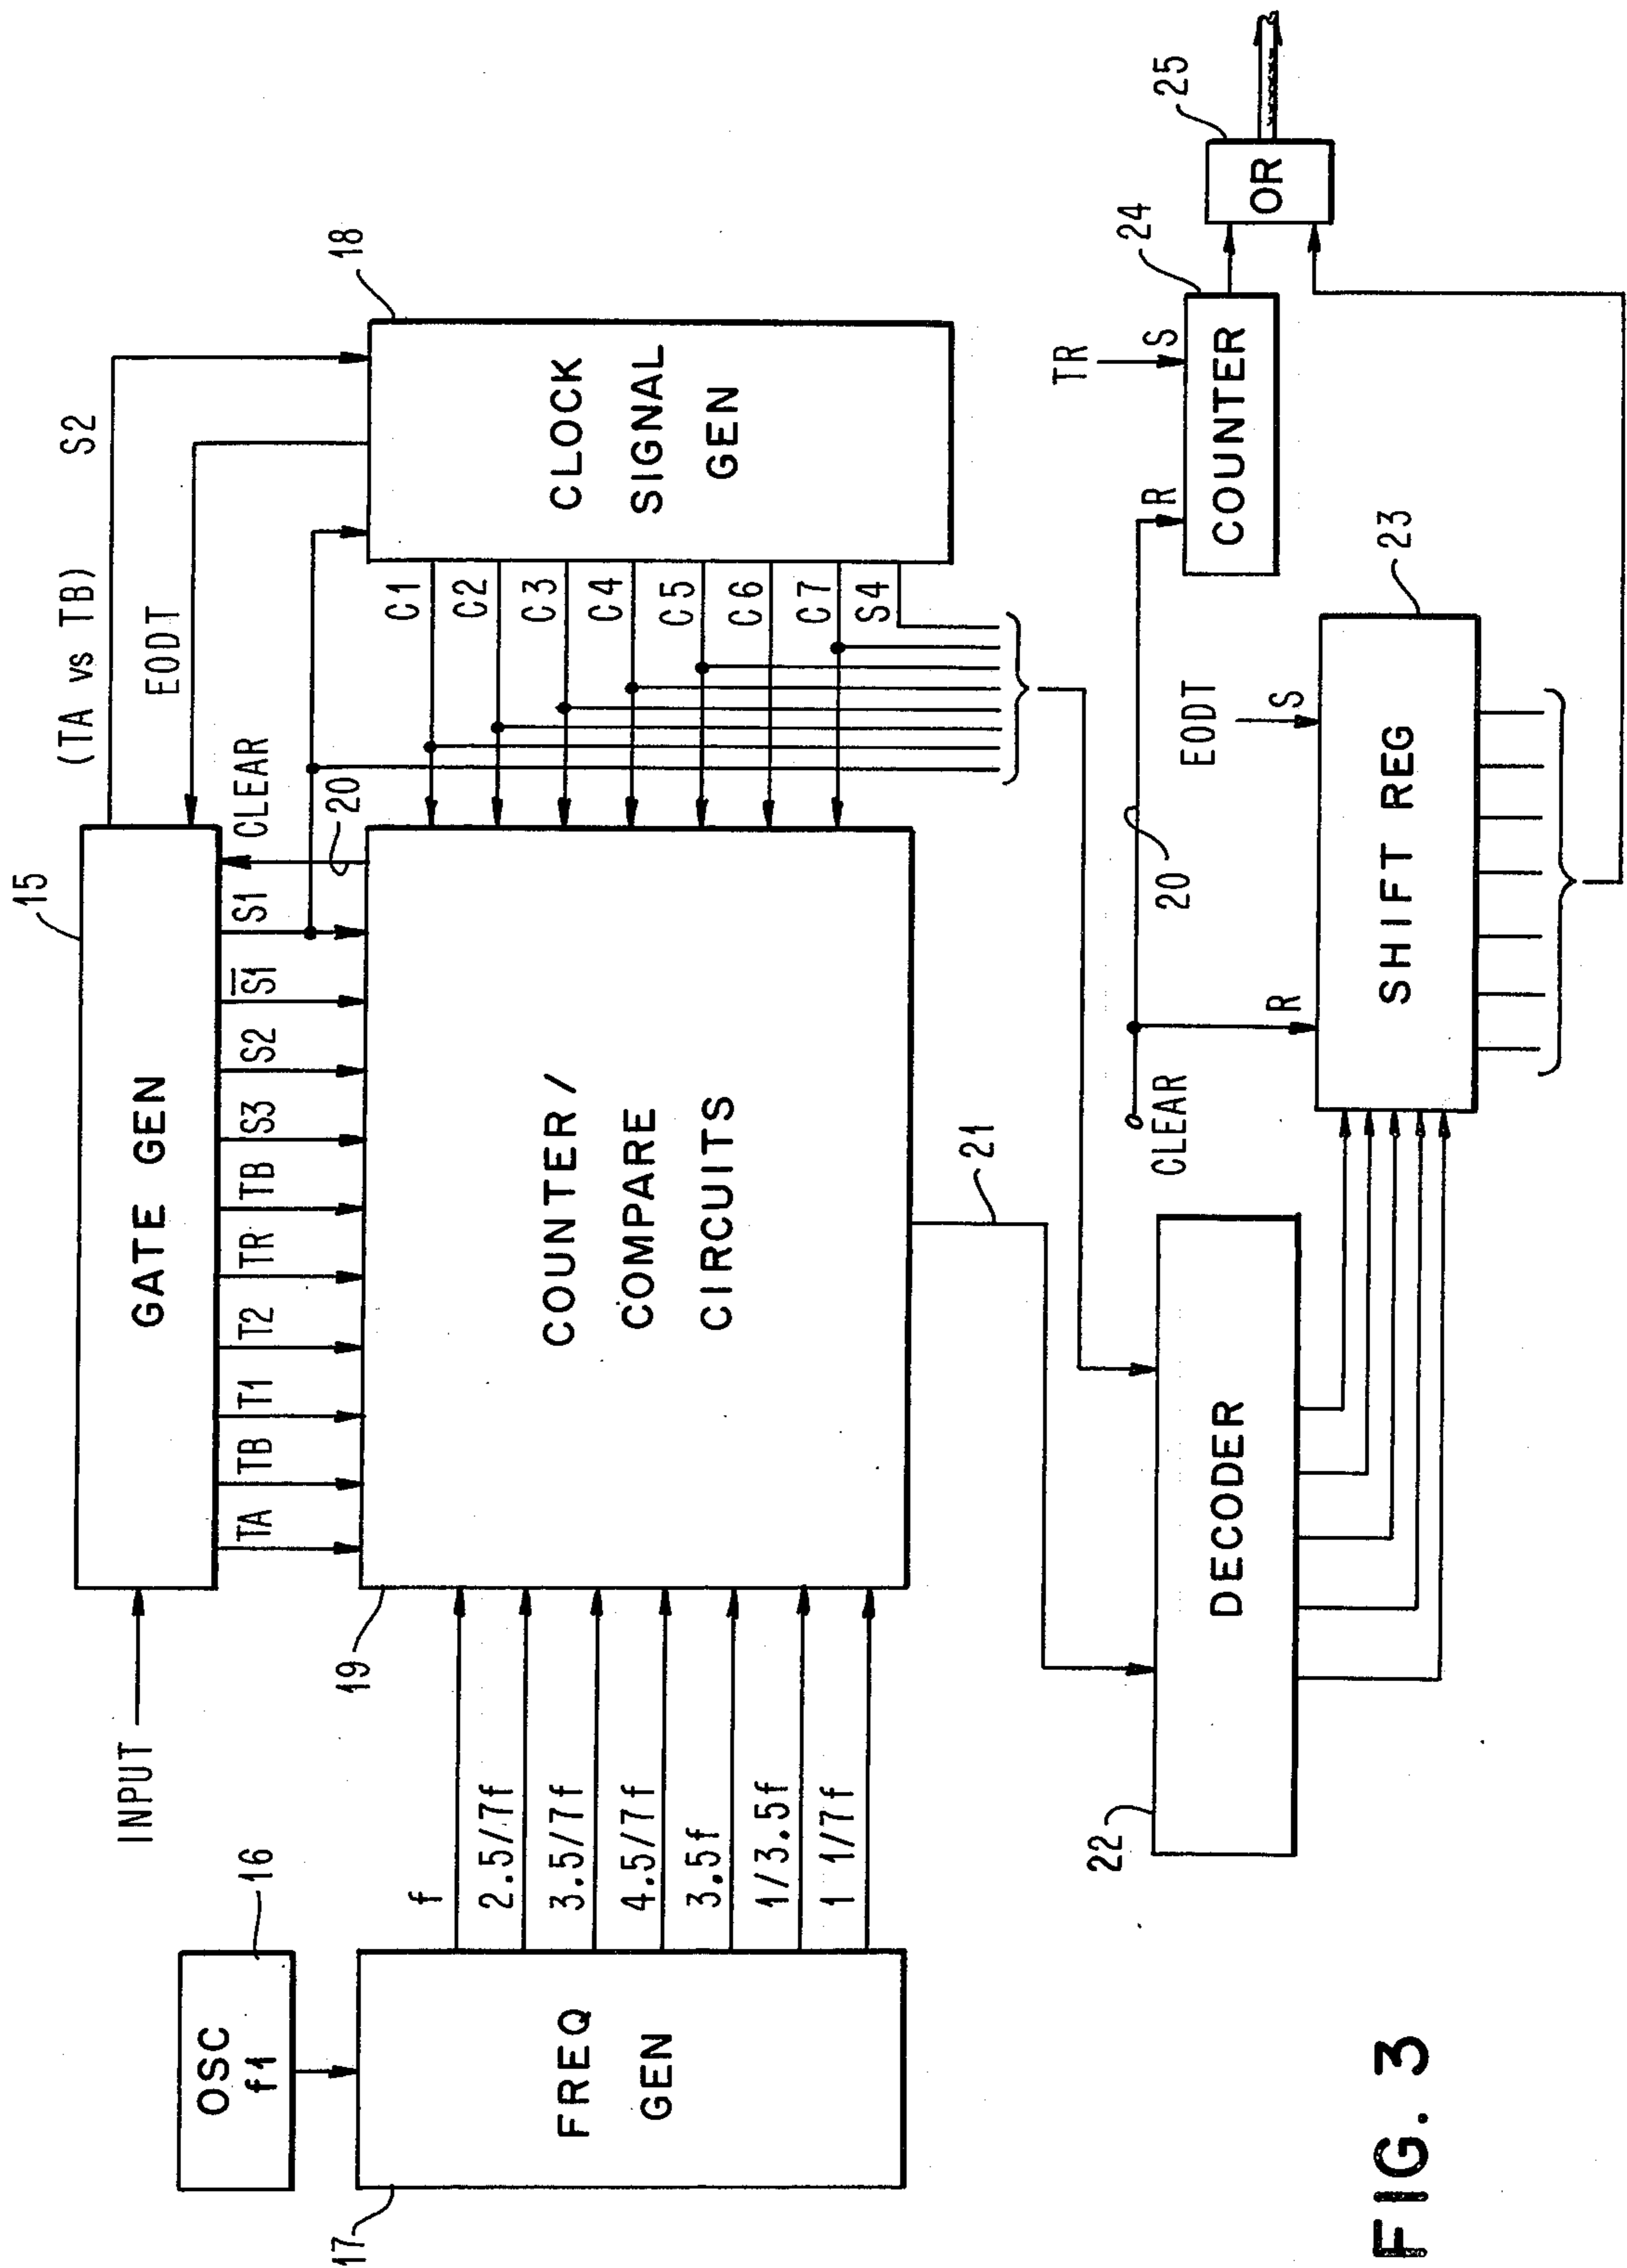 15
GATE GEN
INPUT
TA
TB
T1
T2
TR
TB
S3
S2
S̅1̅
S1
CLEAR
20
EODT
(TA vs TB) S2
16
OSC
f1
17
FREQ
GEN
f
2.5/7f
3.5/7f
4.5/7f
3.5f
1/3.5f
1 1/7f
19
COUNTER/
COMPARE
CIRCUITS
18
CLOCK
SIGNAL
GEN
C1
C2
C3
C4
C5
C6
C7
S4
21
22
DECODER
CLEAR
20
R
EODT
S
SHIFT REG
23
R
TR
S
COUNTER
24
OR
25
FIG. 3